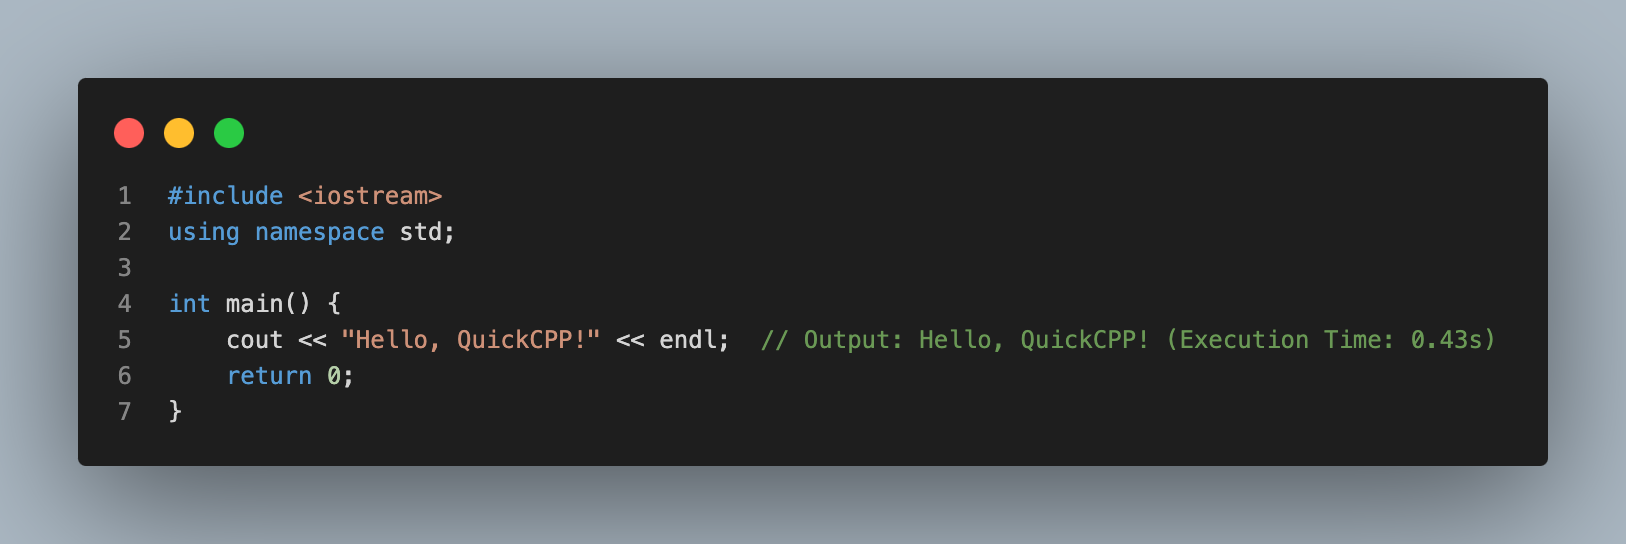 1 #include <iostream>
2 using namespace std;
3
4 int main() {
5     cout << "Hello, QuickCPP!" << endl;  // Output: Hello, QuickCPP! (Execution Time: 0.43s)
6     return 0;
7 }